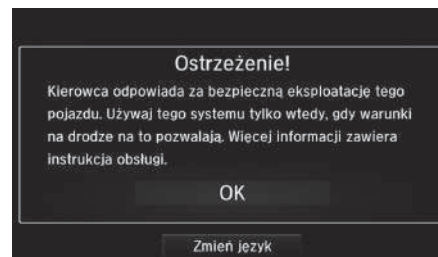 Ostrzeżenie!
Kierowca odpowiada za bezpieczną eksploatację tego
pojazdu. Używaj tego systemu tylko wtedy, gdy warunki
na drodze na to pozwalają. Więcej informacji zawiera
instrukcja obsługi.
OK
Zmień język